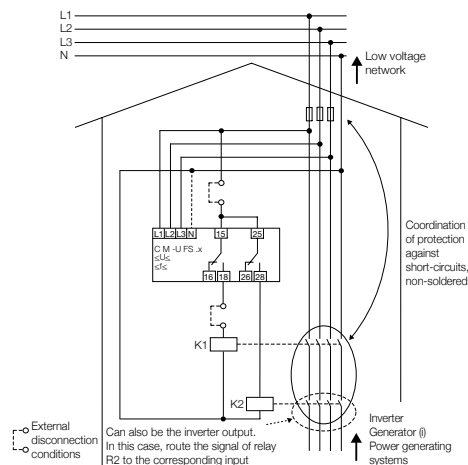 L1
L2
L3
N
Low voltage
network
L1 L2 L3 N 15 25
C M -U FS .x
≤U≤
≤f≤
16 18 26 28
Coordination
of protection
against
short-circuits,
non-soldered
K1
K2
External
disconnection
conditions
Can also be the inverter output.
In this case, route the signal of relay
R2 to the corresponding input
Inverter
Generator (i)
Power generating
systems